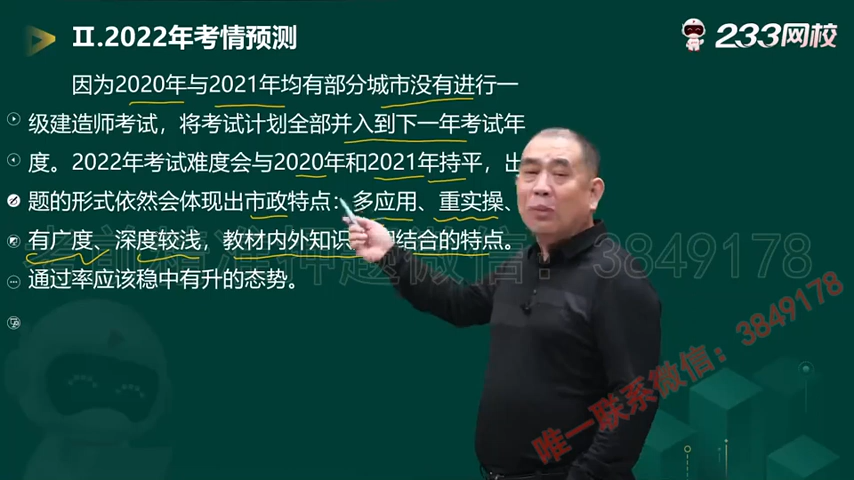 II.2022年考情预测
233网校
因为2020年与2021年均有部分城市没有进行一
级建造师考试，将考试计划全部并入到下一年考试年
度。2022年考试难度会与2020年和2021年持平，出
题的形式依然会体现出市政特点：多应用、重实操、
有广度、深度较浅，教材内外知识 结合的特点。
通过率应该稳中有升的态势。
微信：3849178
唯一联系微信：3849178